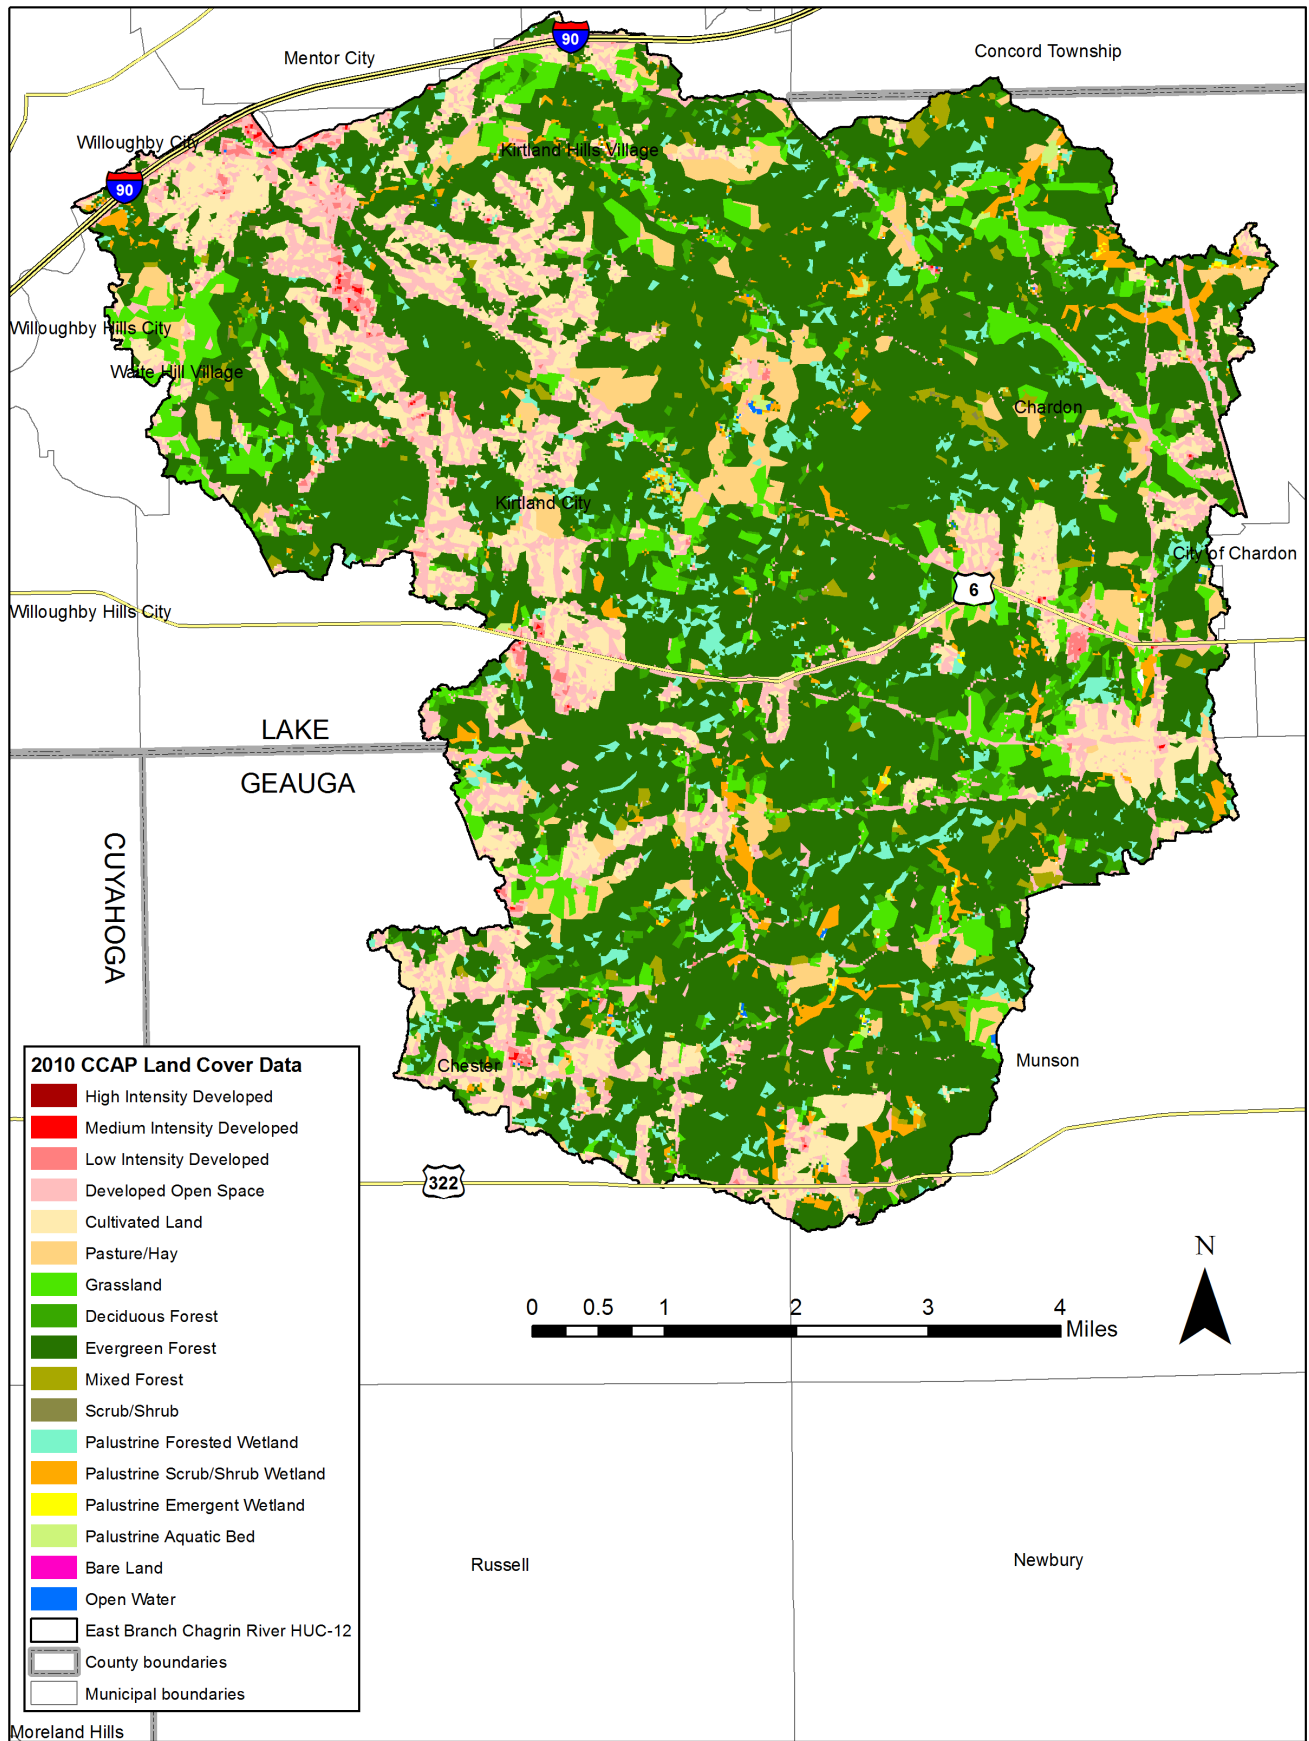 90
Mentor City
Concord Township
Willoughby City
Kirtland Hills Village
90
Willoughby Hills City
Waite Hill Village
Chardon
Kirtland City
City of Chardon
6
Willoughby Hills City
LAKE
GEAUGA
CUYAHOGA
Chester
Munson
322
2010 CCAP Land Cover Data
High Intensity Developed
Medium Intensity Developed
Low Intensity Developed
Developed Open Space
Cultivated Land
Pasture/Hay
Grassland
Deciduous Forest
Evergreen Forest
Mixed Forest
Scrub/Shrub
Palustrine Forested Wetland
Palustrine Scrub/Shrub Wetland
Palustrine Emergent Wetland
Palustrine Aquatic Bed
Bare Land
Open Water
East Branch Chagrin River HUC-12
County boundaries
Municipal boundaries
N
0 0.5 1 2 3 4
Miles
Russell
Newbury
Moreland Hills